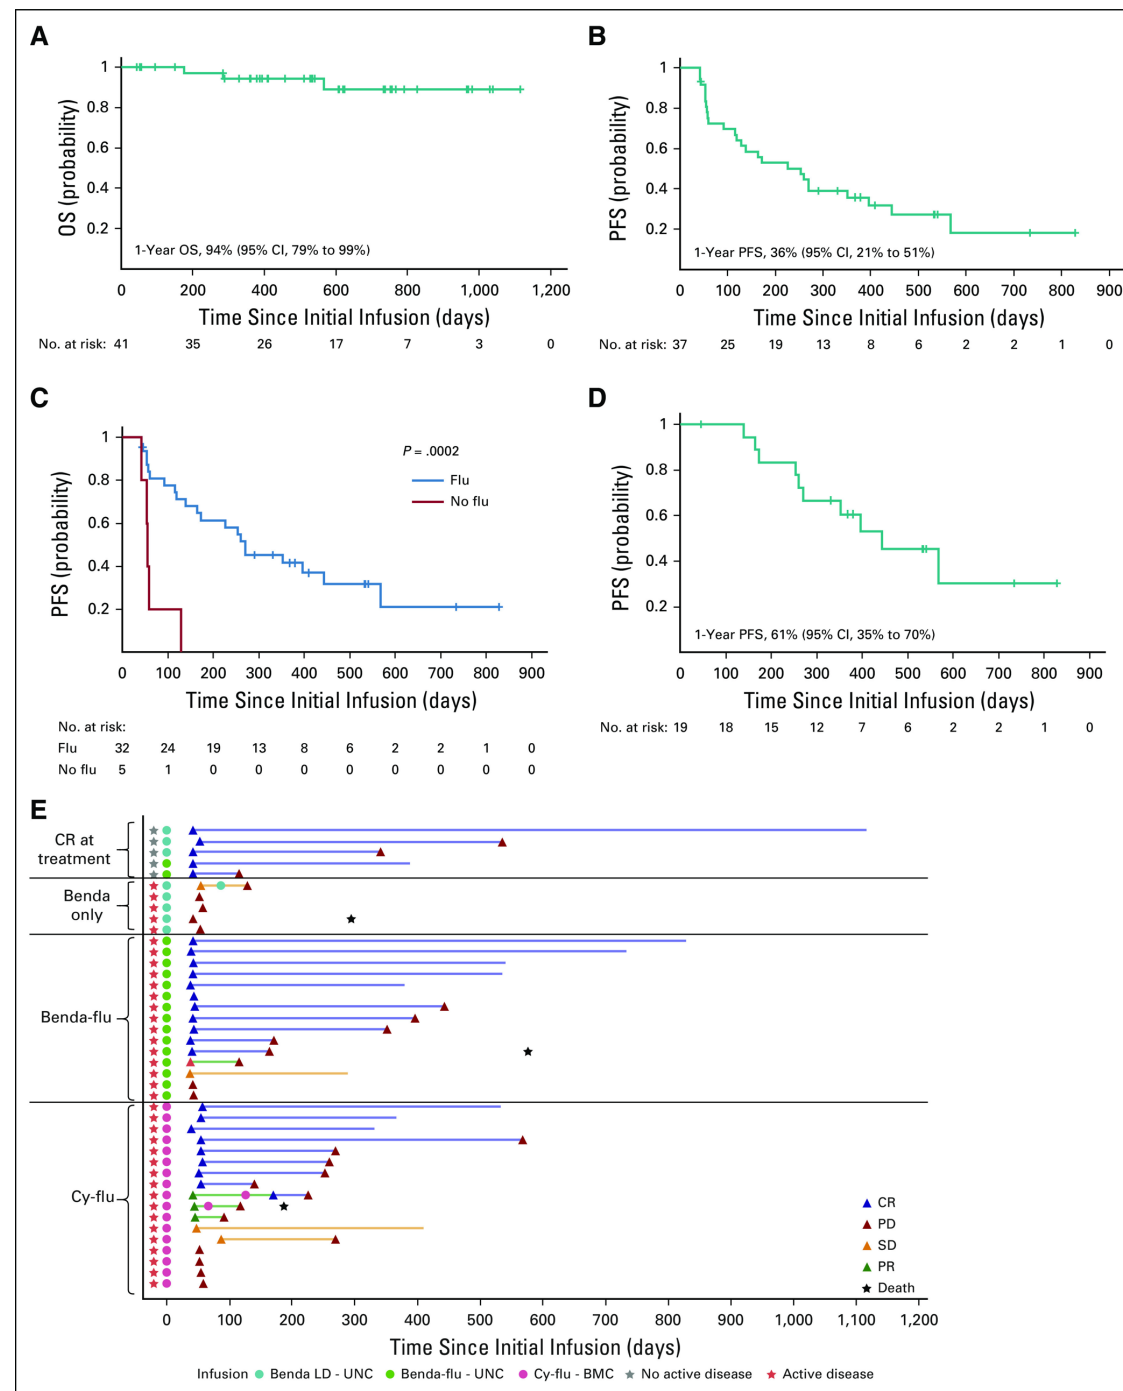 A
1
0.8
0.6
0.4
0.2
OS (probability)
1-Year OS, 94% (95% CI, 79% to 99%)
0 200 400 600 800 1,000 1,200
Time Since Initial Infusion (days)
No. at risk: 41 35 26 17 7 3 0
B
1
0.8
0.6
0.4
0.2
PFS (probability)
1-Year PFS, 36% (95% CI, 21% to 51%)
0 100 200 300 400 500 600 700 800 900
Time Since Initial Infusion (days)
No. at risk: 37 25 19 13 8 6 2 2 1 0
C
1
0.8
0.6
0.4
0.2
PFS (probability)
P = .0002
Flu
No flu
0 100 200 300 400 500 600 700 800 900
Time Since Initial Infusion (days)
No. at risk:
Flu 32 24 19 13 8 6 2 2 1 0
No flu 5 1 0 0 0 0 0 0 0 0
D
1
0.8
0.6
0.4
0.2
PFS (probability)
1-Year PFS, 61% (95% CI, 35% to 70%)
0 100 200 300 400 500 600 700 800 900
Time Since Initial Infusion (days)
No. at risk: 19 18 15 12 7 6 2 2 1 0
E
CR at
treatment
Benda
only
Benda-flu
Cy-flu
CR
PD
SD
PR
Death
0 100 200 300 400 500 600 700 800 900 1,000 1,100 1,200
Time Since Initial Infusion (days)
Infusion Benda LD - UNC Benda-flu - UNC Cy-flu - BMC No active disease Active disease